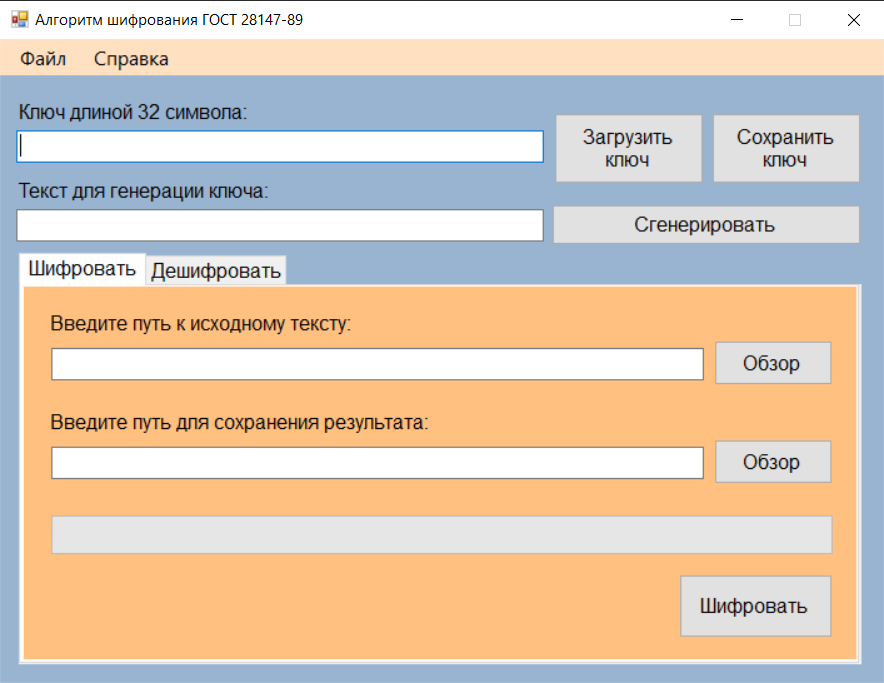 Алгоритм шифрования ГОСТ 28147-89
Файл Справка
Ключ длиной 32 символа:
Загрузить
ключ
Сохранить
ключ
Текст для генерации ключа:
Сгенерировать
Шифровать Дешифровать
Введите путь к исходному тексту:
Обзор
Введите путь для сохранения результата:
Обзор
Шифровать